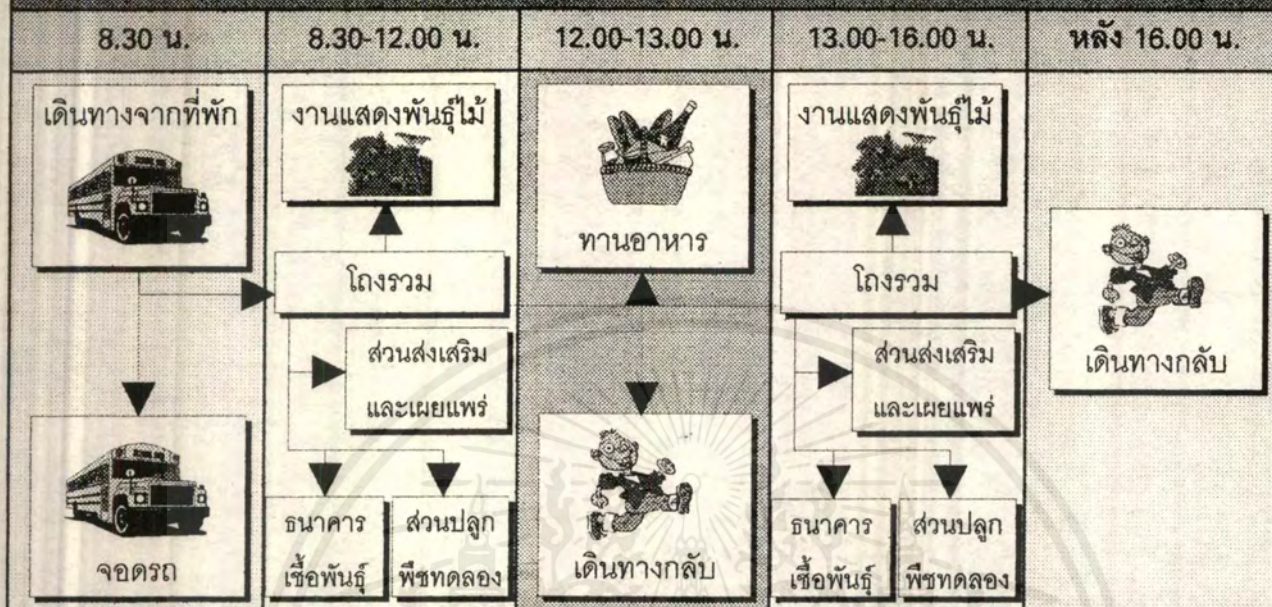 8.30 น.
8.30-12.00 น.
12.00-13.00 น.
13.00-16.00 น.
หลัง 16.00 น.
เดินทางจากที่พัก
จอดรถ
งานแสดงพันธุ์ไม้
โถงรวม
ส่วนส่งเสริม
และเผยแพร่
ธนาคาร
เชื้อพันธุ์
ส่วนปลูก
พืชทดลอง
ทานอาหาร
เดินทางกลับ
งานแสดงพันธุ์ไม้
โถงรวม
ส่วนส่งเสริม
และเผยแพร่
ธนาคาร
เชื้อพันธุ์
ส่วนปลูก
พืชทดลอง
เดินทางกลับ